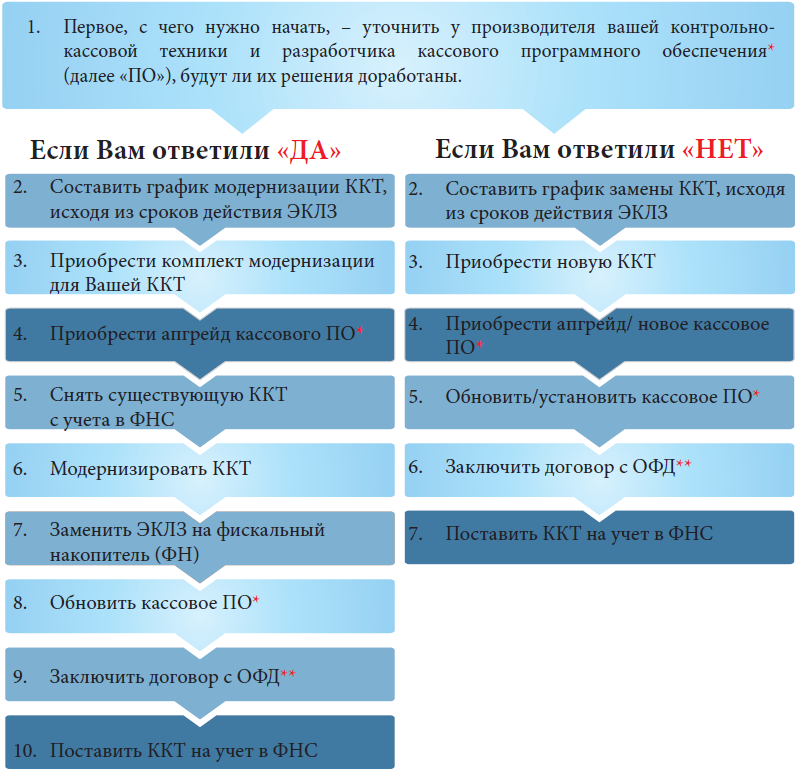 1. Первое, с чего нужно начать, – уточнить у производителя вашей контрольно-
кассовой техники и разработчика кассового программного обеспечения*
(далее «ПО»), будут ли их решения доработаны.
Если Вам ответили «ДА»
2. Составить график модернизации ККТ,
исходя из сроков действия ЭКЛЗ
3. Приобрести комплект модернизации
для Вашей ККТ
4. Приобрести апгрейд кассового ПО*
5. Снять существующую ККТ
с учета в ФНС
6. Модернизировать ККТ
7. Заменить ЭКЛЗ на фискальный
накопитель (ФН)
8. Обновить кассовое ПО*
9. Заключить договор с ОФД**
10. Поставить ККТ на учет в ФНС
Если Вам ответили «НЕТ»
2. Составить график замены ККТ, исходя
из сроков действия ЭКЛЗ
3. Приобрести новую ККТ
4. Приобрести апгрейд/ новое кассовое
ПО*
5. Обновить/установить кассовое ПО*
6. Заключить договор с ОФД**
7. Поставить ККТ на учет в ФНС